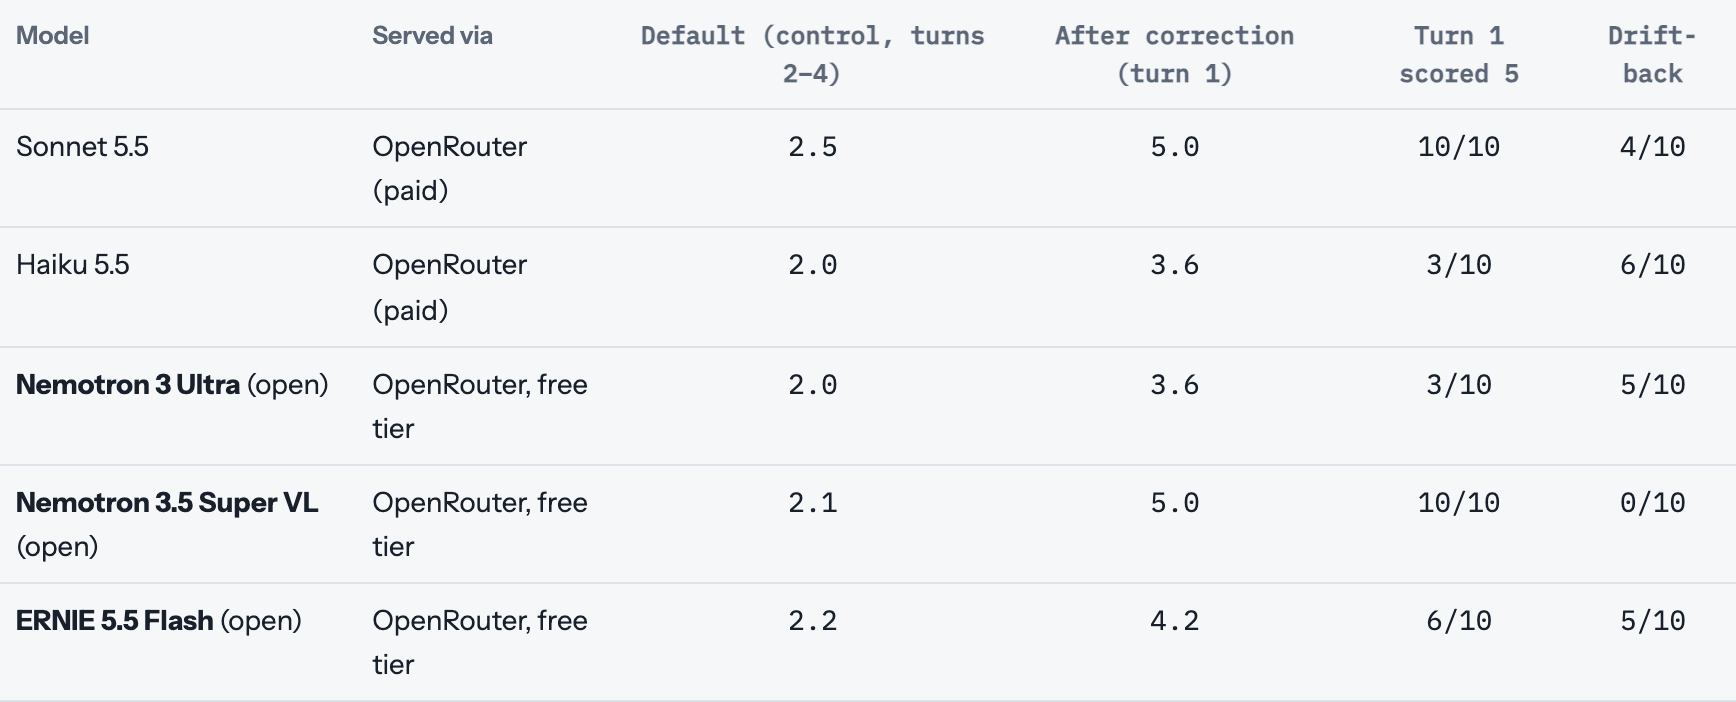 Model Served via Default (control, turns 2–4) After correction (turn 1) Turn 1 scored 5 Drift-back
Sonnet 5.5 OpenRouter (paid) 2.5 5.0 10/10 4/10
Haiku 5.5 OpenRouter (paid) 2.0 3.6 3/10 6/10
Nemotron 3 Ultra (open) OpenRouter, free tier 2.0 3.6 3/10 5/10
Nemotron 3.5 Super VL (open) OpenRouter, free tier 2.1 5.0 10/10 0/10
ERNIE 5.5 Flash (open) OpenRouter, free tier 2.2 4.2 6/10 5/10